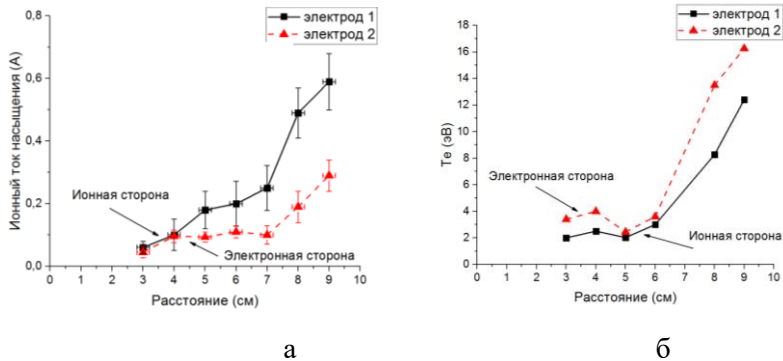 электрод 1
электрод 2
0,8
0,6
0,4
0,2
0,0
Ионный ток насыщения (А)
Ионная сторона
Электронная сторона
0 1 2 3 4 5 6 7 8 9 10
Расстояние (см)
а
электрод 1
электрод 2
18
16
14
12
10
8
6
4
2
0
Te (эВ)
Электронная сторона
Ионная сторона
0 1 2 3 4 5 6 7 8 9 10
Расстояние (см)
б